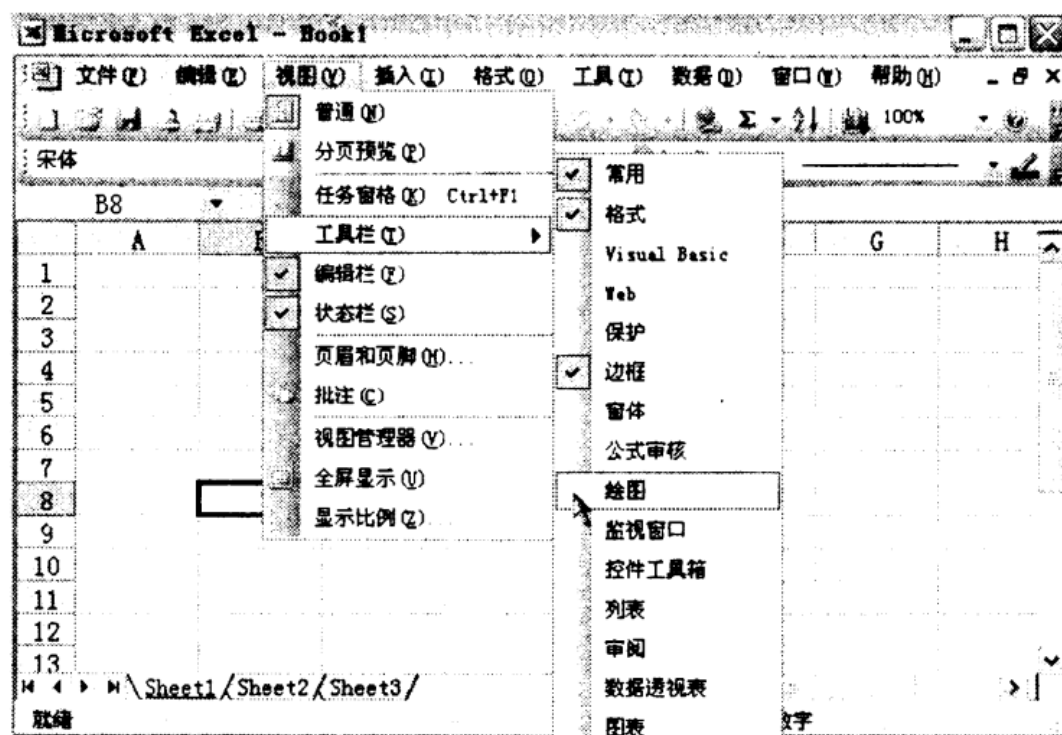 Microsoft Excel - Book1
文件(F) 编辑(E) 视图(V) 插入(I) 格式(O) 工具(T) 数据(D) 窗口(W) 帮助(H)
普通(N)
Σ 100%
宋体
分页预览(P)
常用
任务窗格(K) Ctrl+F1
B8
格式
工具栏(T)
A G H
Visual Basic
1 编辑栏(F)
Web
2 状态栏(S)
3 保护
页眉和页脚(H)...
4 边框
5 批注(C)
窗体
6 视图管理器(V)...
公式审核
7
全屏显示(U)
8 绘图
显示比例(Z)...
9 监视窗口
10 控件工具箱
11 列表
12 审阅
13
Sheet1 Sheet2 Sheet3 数据透视表
就绪 图表 数字